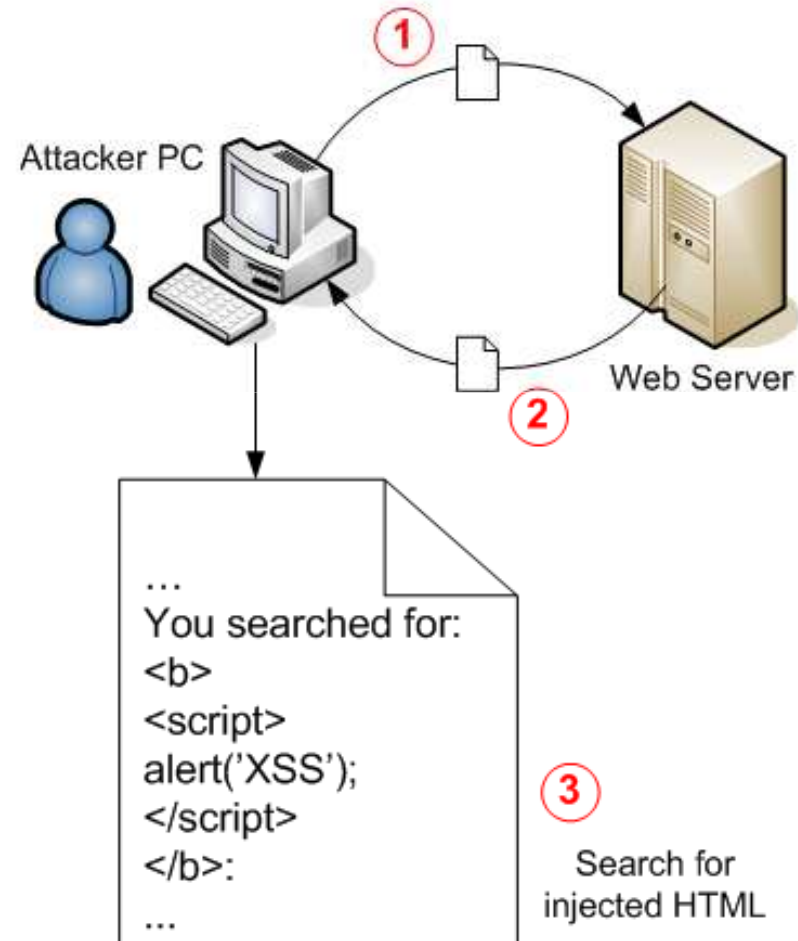 1
Attacker PC
Web Server
2
...
You searched for:
<b>
<script>
alert('XSS');
</script>
</b>:
...
3
Search for
injected HTML